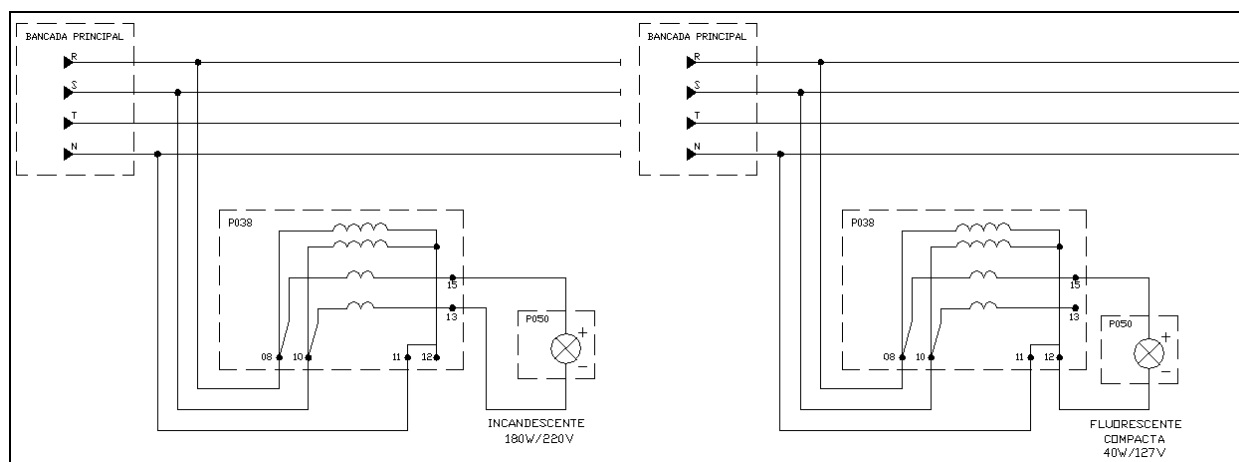 BANCADA PRINCIPAL
R
S
T
N
P038
15
13
08
10
11
12
P050
+
-
INCANDESCENTE
180W/220V
BANCADA PRINCIPAL
R
S
T
N
P038
15
13
08
10
11
12
P050
+
-
FLUORESCENTE
COMPACTA
40W/127V